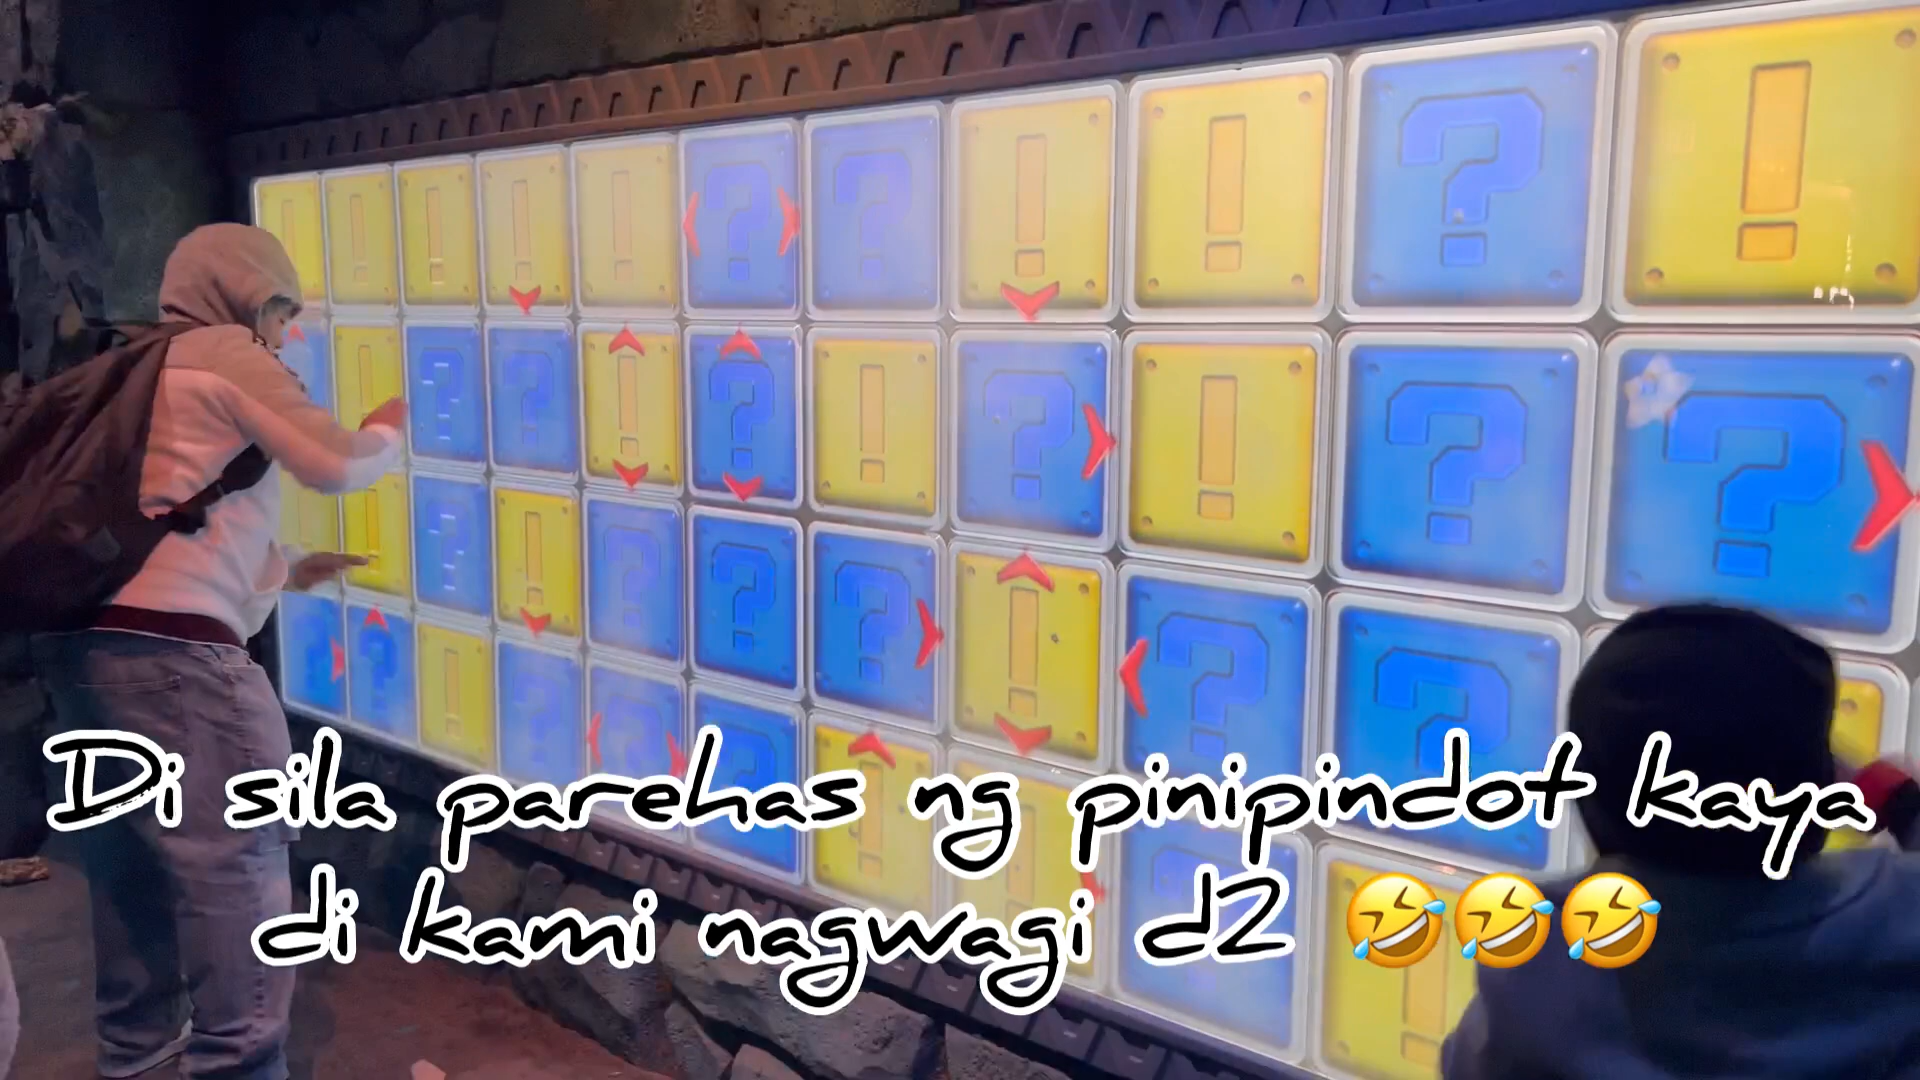 Di sila parehas ng pinipindot kaya
di kami nagwagi d2 🤣🤣🤣